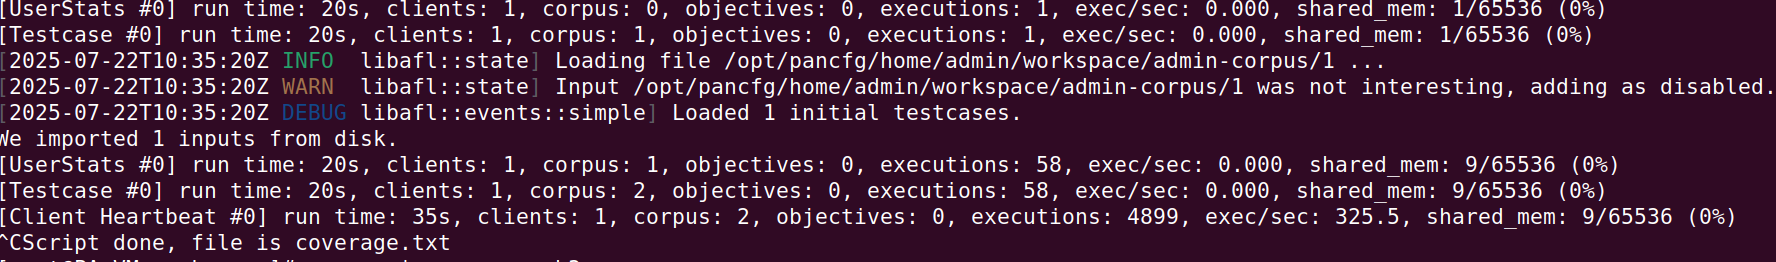 [UserStats #0] run time: 20s, clients: 1, corpus: 0, objectives: 0, executions: 1, exec/sec: 0.000, shared_mem: 1/65536 (0%)
[Testcase #0] run time: 20s, clients: 1, corpus: 1, objectives: 0, executions: 1, exec/sec: 0.000, shared_mem: 1/65536 (0%)
[2025-07-22T10:35:20Z INFO  libafl::state] Loading file /opt/pancfg/home/admin/workspace/admin-corpus/1 ...
[2025-07-22T10:35:20Z WARN  libafl::state] Input /opt/pancfg/home/admin/workspace/admin-corpus/1 was not interesting, adding as disabled.
[2025-07-22T10:35:20Z DEBUG libafl::events::simple] Loaded 1 initial testcases.
We imported 1 inputs from disk.
[UserStats #0] run time: 20s, clients: 1, corpus: 1, objectives: 0, executions: 58, exec/sec: 0.000, shared_mem: 9/65536 (0%)
[Testcase #0] run time: 20s, clients: 1, corpus: 2, objectives: 0, executions: 58, exec/sec: 0.000, shared_mem: 9/65536 (0%)
[Client Heartbeat #0] run time: 35s, clients: 1, corpus: 2, objectives: 0, executions: 4899, exec/sec: 325.5, shared_mem: 9/65536 (0%)
^CScript done, file is coverage.txt